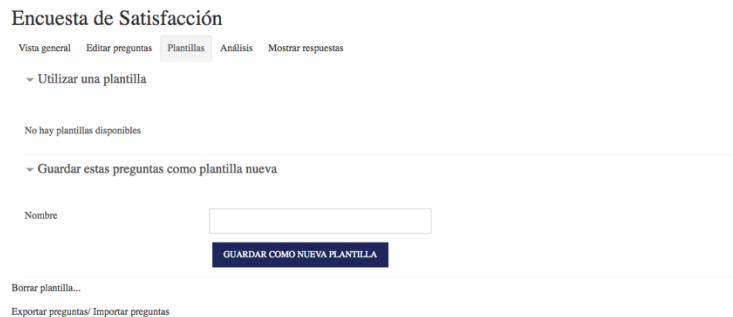 Encuesta de Satisfacción
Vista general Editar preguntas Plantillas Análisis Mostrar respuestas
Utilizar una plantilla
No hay plantillas disponibles
Guardar estas preguntas como plantilla nueva
Nombre
GUARDAR COMO NUEVA PLANTILLA
Borrar plantilla...
Exportar preguntas/ Importar preguntas